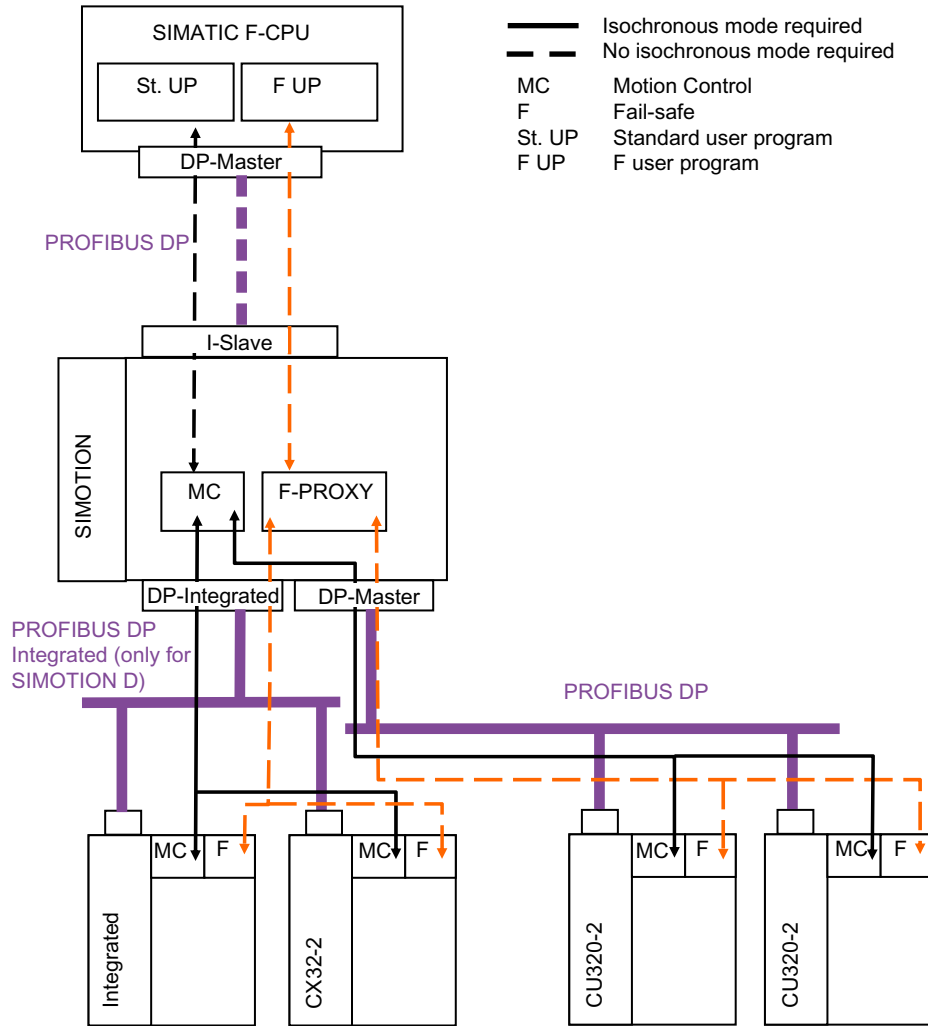 SIMATIC F-CPU
St. UP
F UP
DP-Master
Isochronous mode required
No isochronous mode required
MC Motion Control
F Fail-safe
St. UP Standard user program
F UP F user program
PROFIBUS DP
I-Slave
SIMOTION
MC
F-PROXY
DP-Integrated
DP-Master
PROFIBUS DP
Integrated (only for
SIMOTION D)
PROFIBUS DP
Integrated
MC
F
CX32-2
MC
F
CU320-2
MC
F
CU320-2
MC
F